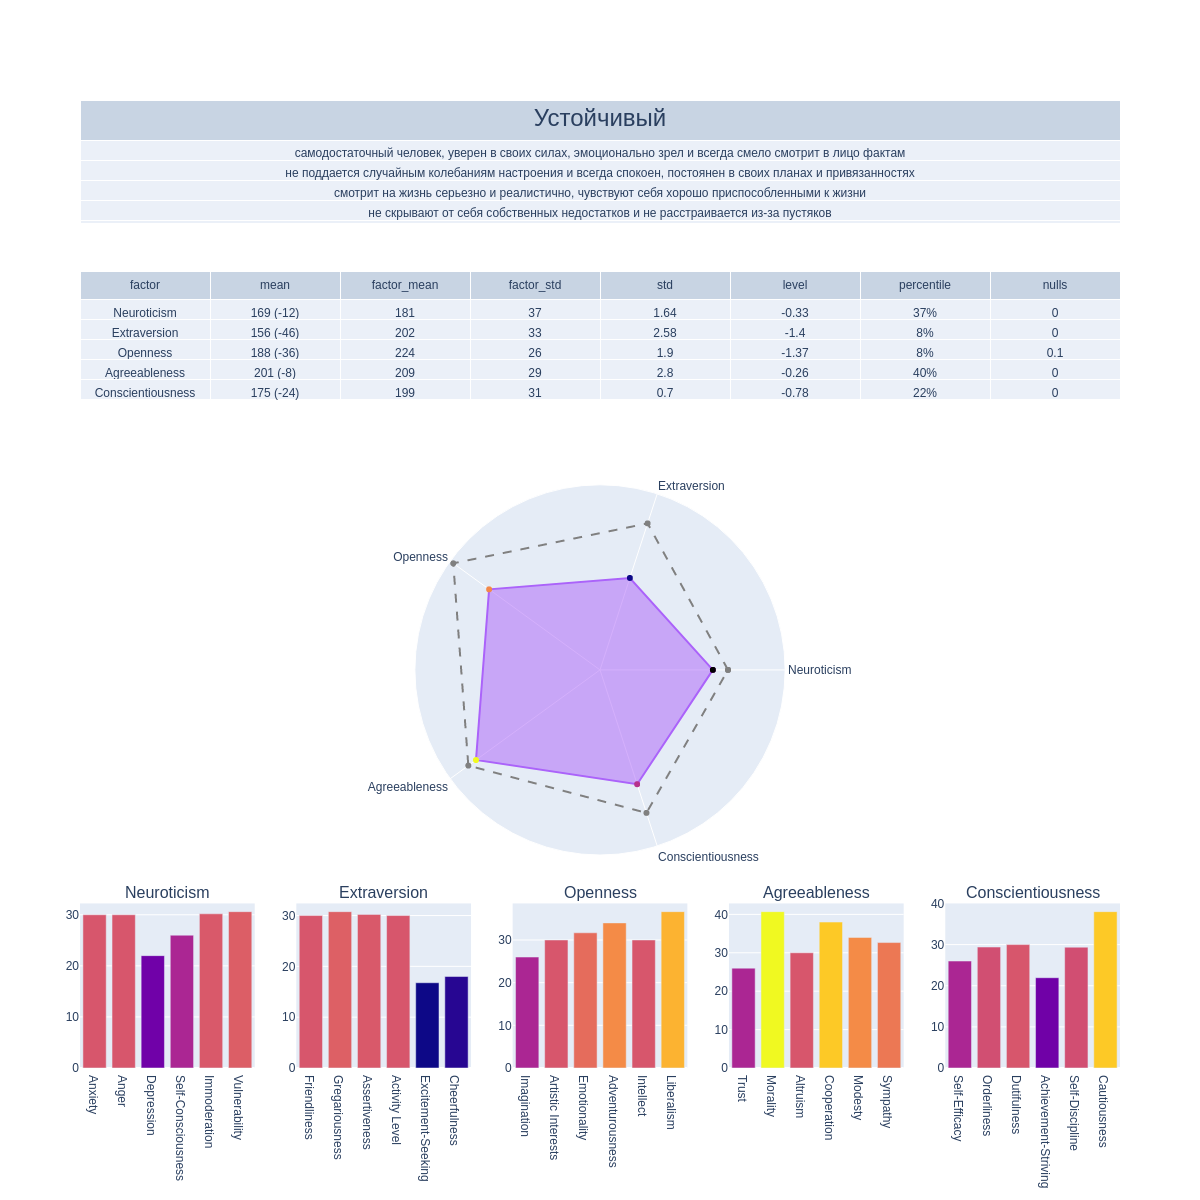 Устойчивый
самодостаточный человек, уверен в своих силах, эмоционально зрел и всегда смело смотрит в лицо фактам
не поддается случайным колебаниям настроения и всегда спокоен, постоянен в своих планах и привязанностях
смотрит на жизнь серьезно и реалистично, чувствуют себя хорошо приспособленными к жизни
не скрывают от себя собственных недостатков и не расстраивается из-за пустяков
factor mean factor_mean factor_std std level percentile nulls
Neuroticism 169 (-12) 181 37 1.64 -0.33 37% 0
Extraversion 156 (-46) 202 33 2.58 -1.4 8% 0
Openness 188 (-36) 224 26 1.9 -1.37 8% 0.1
Agreeableness 201 (-8) 209 29 2.8 -0.26 40% 0
Conscientiousness 175 (-24) 199 31 0.7 -0.78 22% 0
Extraversion
Openness
Neuroticism
Agreeableness
Conscientiousness
Neuroticism
30
20
10
0
Anxiety
Anger
Depression
Self-Consciousness
Immoderation
Vulnerability
Extraversion
30
20
10
0
Friendliness
Gregariousness
Assertiveness
Activity Level
Excitement-Seeking
Cheerfulness
Openness
30
20
10
0
Imagination
Artistic Interests
Emotionality
Adventurousness
Intellect
Liberalism
Agreeableness
40
30
20
10
0
Trust
Morality
Altruism
Cooperation
Modesty
Sympathy
Conscientiousness
40
30
20
10
0
Self-Efficacy
Orderliness
Dutifulness
Achievement-Striving
Self-Discipline
Cautiousness